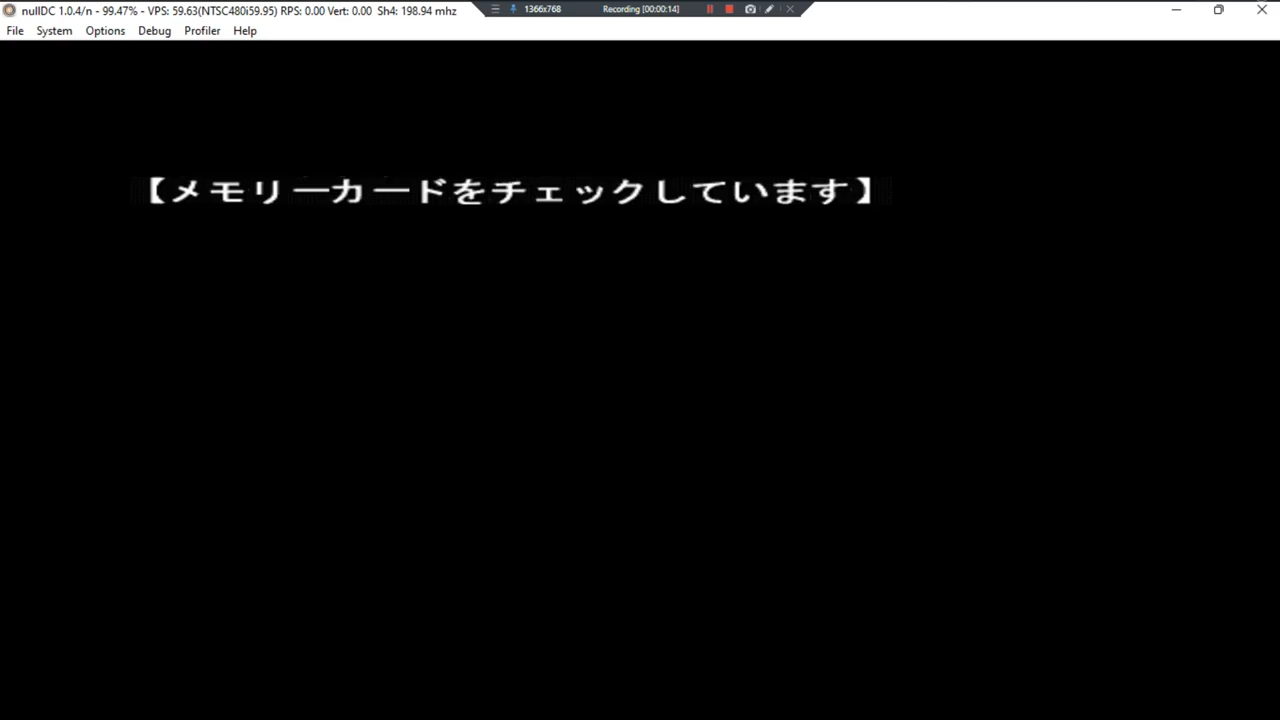 nullDC 1.0.4/n - 99.47% - VPS: 59.63(NTSC480i59.95) RPS: 0.00 Vert: 0.00 Sh4: 198.94 mhz
1366x768
Recording [00:00:14]
File System Options Debug Profiler Help
【メモリーカードをチェックしています】